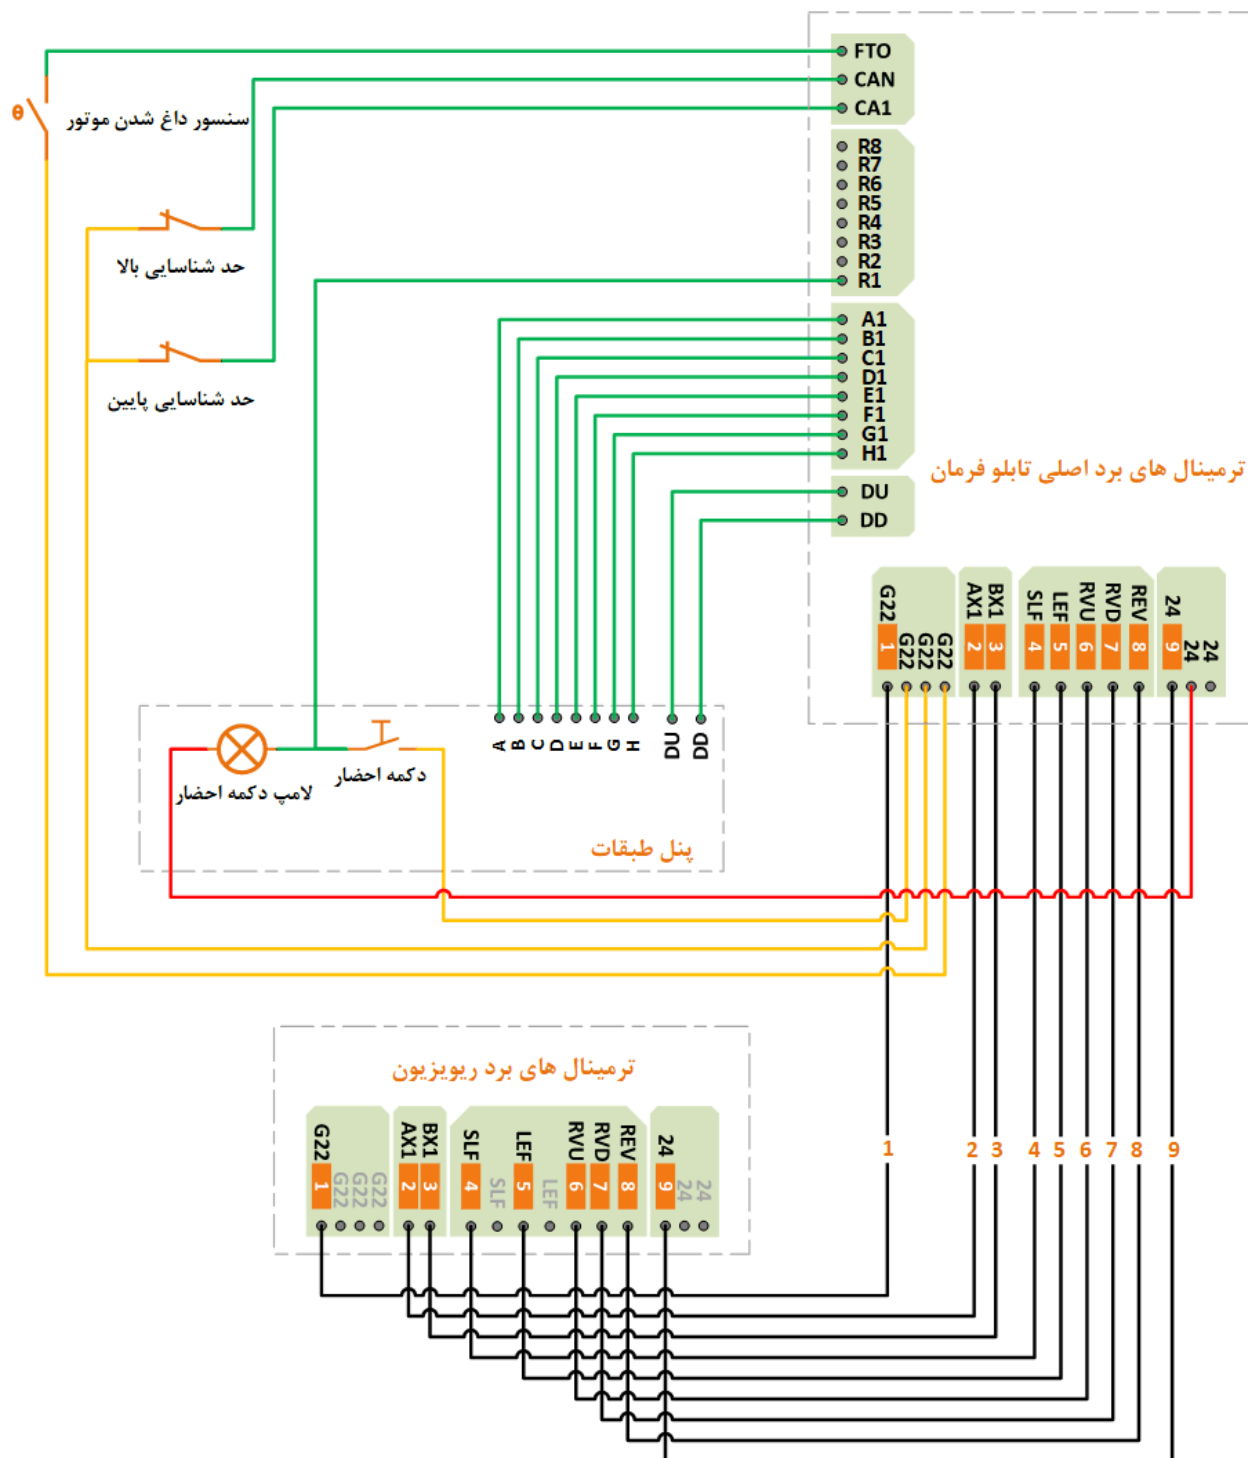 FTO
CAN
CA1
θ
سنسور داغ شدن موتور
R8
R7
R6
R5
R4
R3
R2
R1
حد شناسایی بالا
A1
B1
C1
D1
E1
F1
G1
H1
حد شناسایی پایین
ترمینال های برد اصلی تابلو فرمان
DU
DD
G22 G22 G22 G22 AX1 BX1 SLF LEF RVU RVD REV 24 24 24
1 2 3 4 5 6 7 8 9
A B C D E F G H DU DD
دکمه احضار
لامپ دکمه احضار
پنل طبقات
ترمینال های برد ریویزیون
G22 G22 G22 G22 AX1 BX1 SLF SLF LEF LEF RVU RVD REV 24 24 24
1 2 3 4 5 6 7 8 9
1 2 3 4 5 6 7 8 9